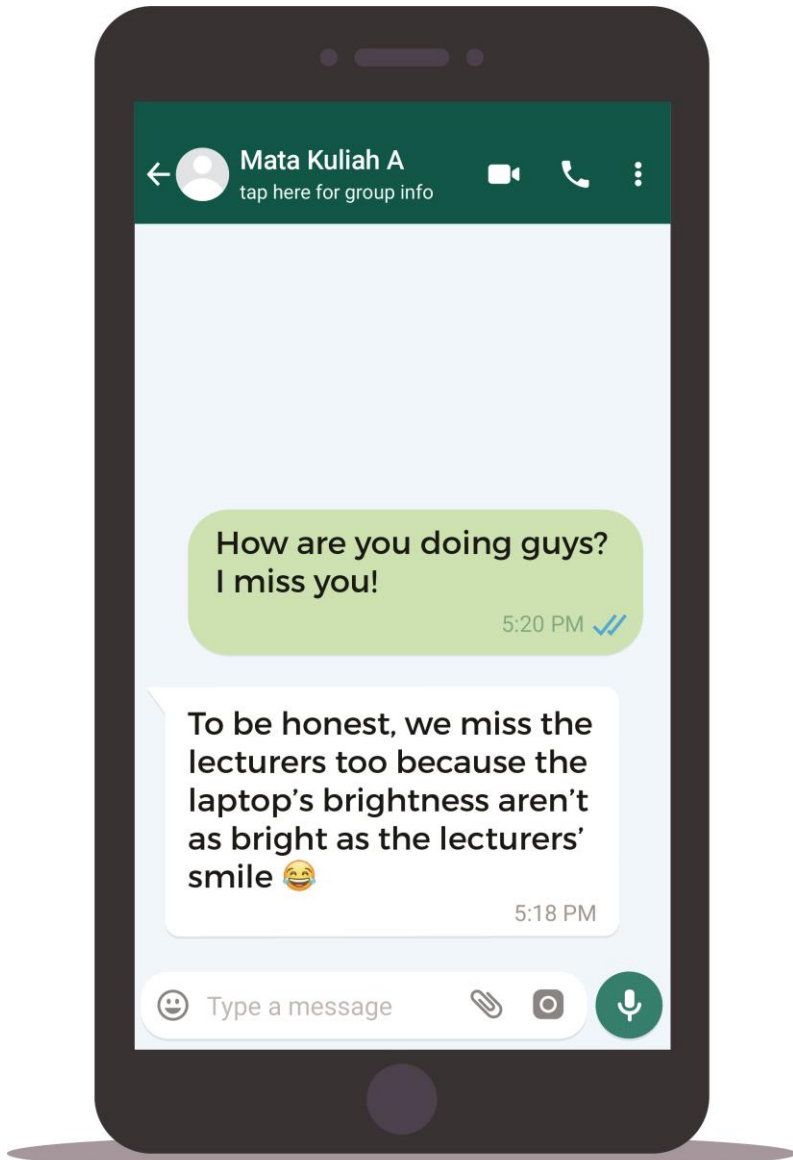 Mata Kuliah A
tap here for group info
How are you doing guys?
I miss you!
5:20 PM
To be honest, we miss the
lecturers too because the
laptop’s brightness aren’t
as bright as the lecturers’
smile 😂
5:18 PM
Type a message